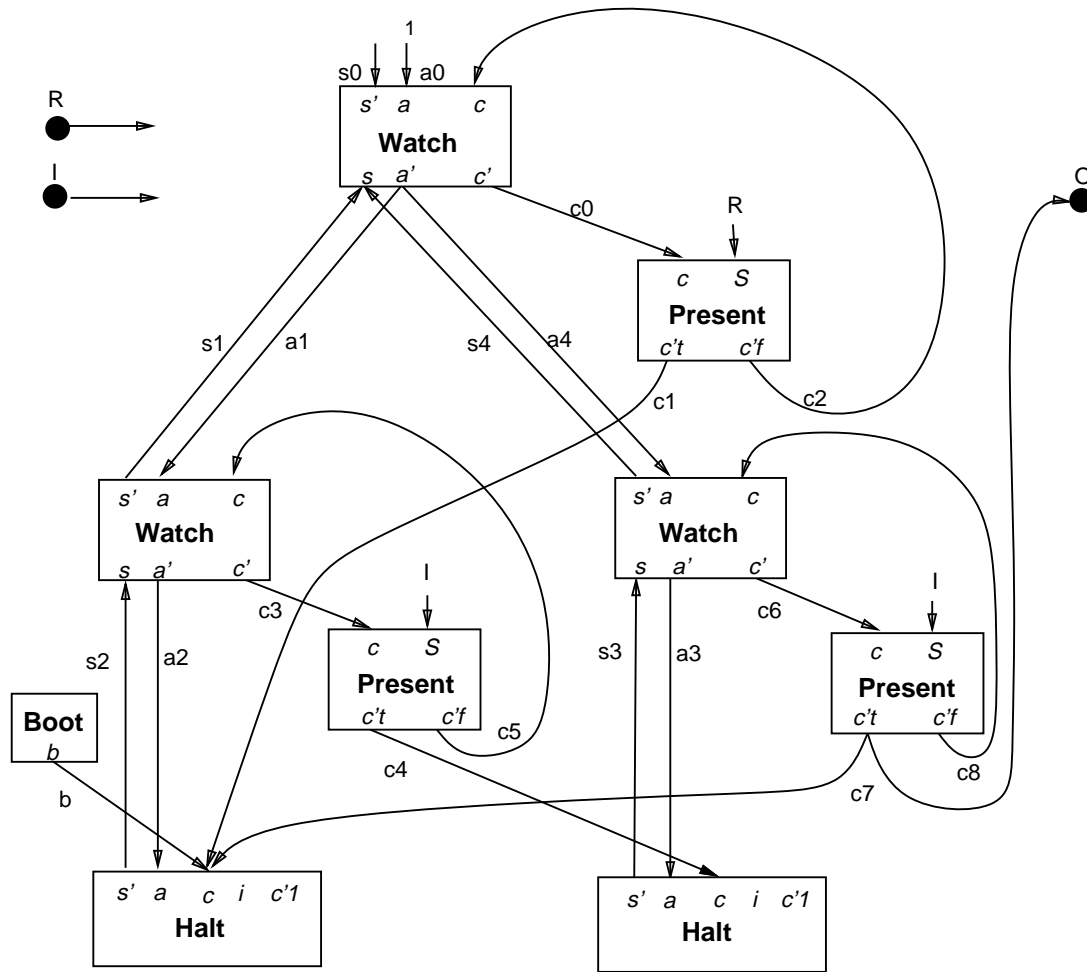 1
s0 a0
s' a c
Watch
s a' c'
R
I
O
c0
R
c S
Present
c't c'f
s1 a1 s4 a4
c1 c2
s' a c
Watch
s a' c'
s' a c
Watch
s a' c'
c3
I
c6
I
s2 a2
c S
Present
c't c'f
s3 a3
c S
Present
c't c'f
Boot
b
c5
c4
c8
c7
b
s' a c i c'1
Halt
s' a c i c'1
Halt